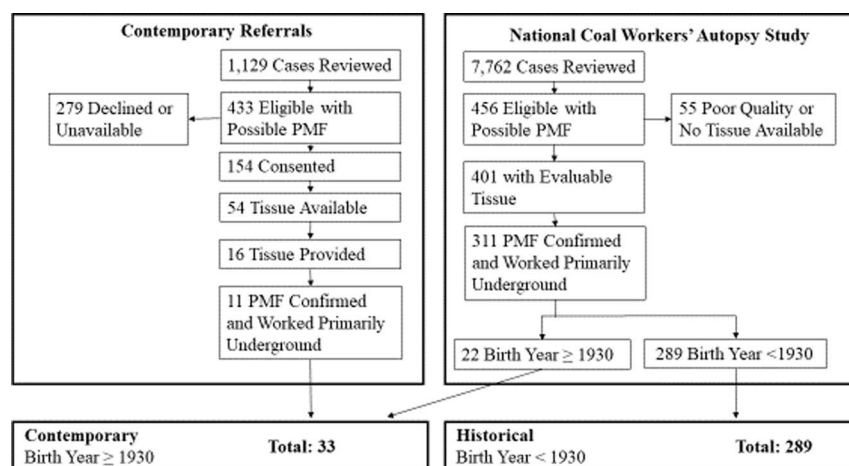 Contemporary Referrals
1,129 Cases Reviewed
279 Declined or
Unavailable
433 Eligible with
Possible PMF
154 Consented
54 Tissue Available
16 Tissue Provided
11 PMF Confirmed
and Worked Primarily
Underground
National Coal Workers' Autopsy Study
7,762 Cases Reviewed
456 Eligible with
Possible PMF
55 Poor Quality or
No Tissue Available
401 with Evaluable
Tissue
311 PMF Confirmed
and Worked Primarily
Underground
22 Birth Year ≥ 1930
289 Birth Year <1930
Contemporary
Birth Year ≥ 1930
Total: 33
Historical
Birth Year < 1930
Total: 289